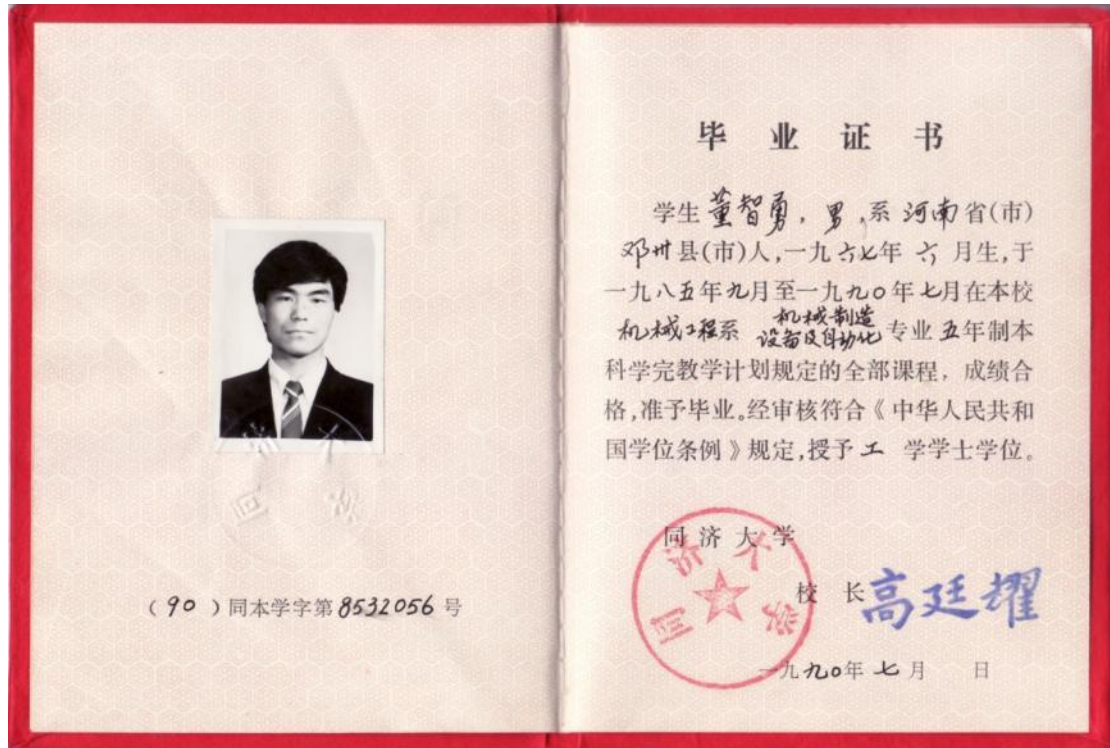 （90）同本学字第8532056号
毕业证书
学生董智勇，男，系河南省(市)
邓州县(市)人，一九六七年六月生，于
一九八五年九月至一九九〇年七月在本校
机械工程系 机械制造设备及自动化专业五年制本
科学完教学计划规定的全部课程，成绩合
格，准予毕业。经审核符合《中华人民共和
国学位条例》规定，授予工学学士学位。
同济大学
同济大学
校长 高廷耀
一九九〇年七月 日